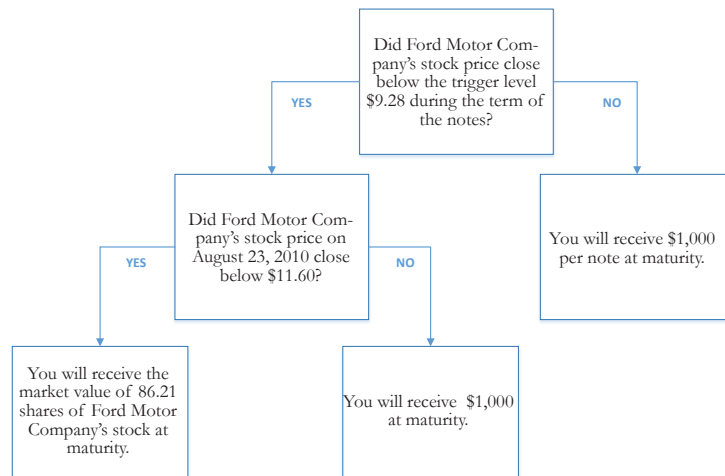 Did Ford Motor Com-
pany's stock price close
below the trigger level
$9.28 during the term of
the notes?
YES
NO
Did Ford Motor Com-
pany's stock price on
August 23, 2010 close
below $11.60?
You will receive $1,000
per note at maturity.
YES
NO
You will receive the
market value of 86.21
shares of Ford Motor
Company's stock at
maturity.
You will receive $1,000
at maturity.